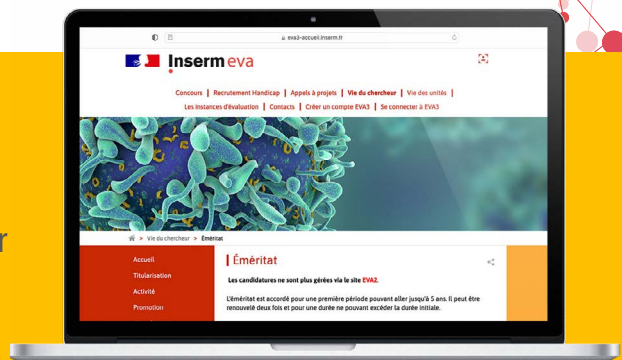 eva3-accueil.inserm.fr
Inserm eva
Concours | Recrutement Handicap | Appels à projets | Vie du chercheur | Vie des unités |
Les instances d'évaluation | Contacts | Créer un compte EVA3 | Se connecter à EVA3
> Vie du chercheur > Éméritat
r
Accueil
Titularisation
Activité
Promotion
Éméritat
Les candidatures ne sont plus gérées via le site EVA2.
L'éméritat est accordé pour une première période pouvant aller jusqu'à 5 ans. Il peut être
renouvelé deux fois et pour une durée ne pouvant excéder la durée initiale.